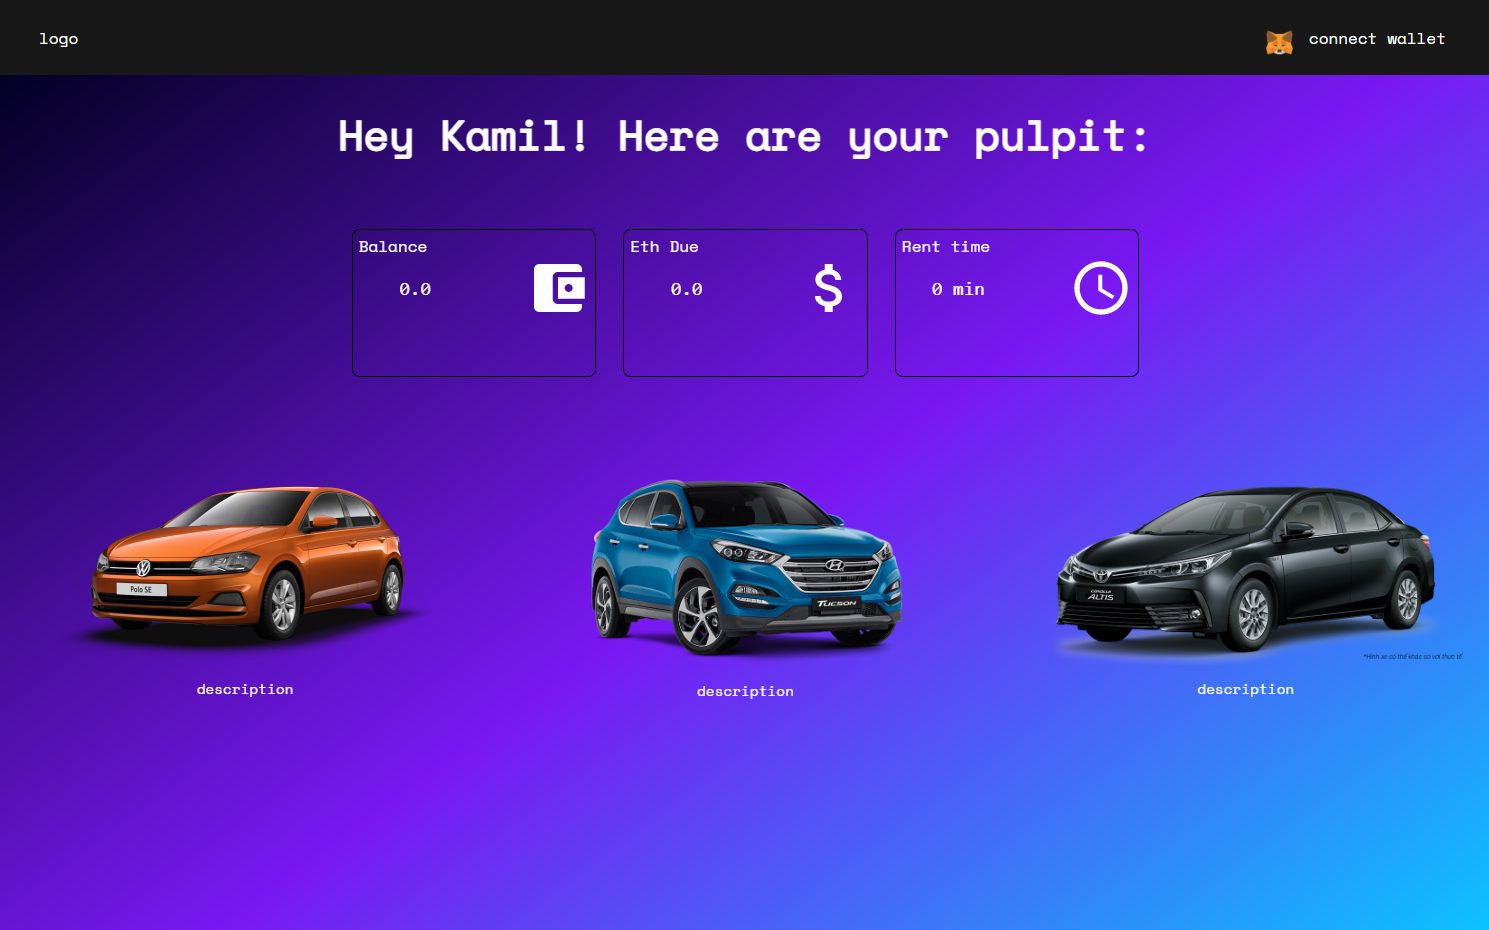 logo
connect wallet
Hey Kamil! Here are your pulpit:
Balance
0.0
Eth Due
0.0
Rent time
0 min
Polo SE
TUCSON
COROLLA
ALTIS
*Hình xe có thể khác so với thực tế
description
description
description